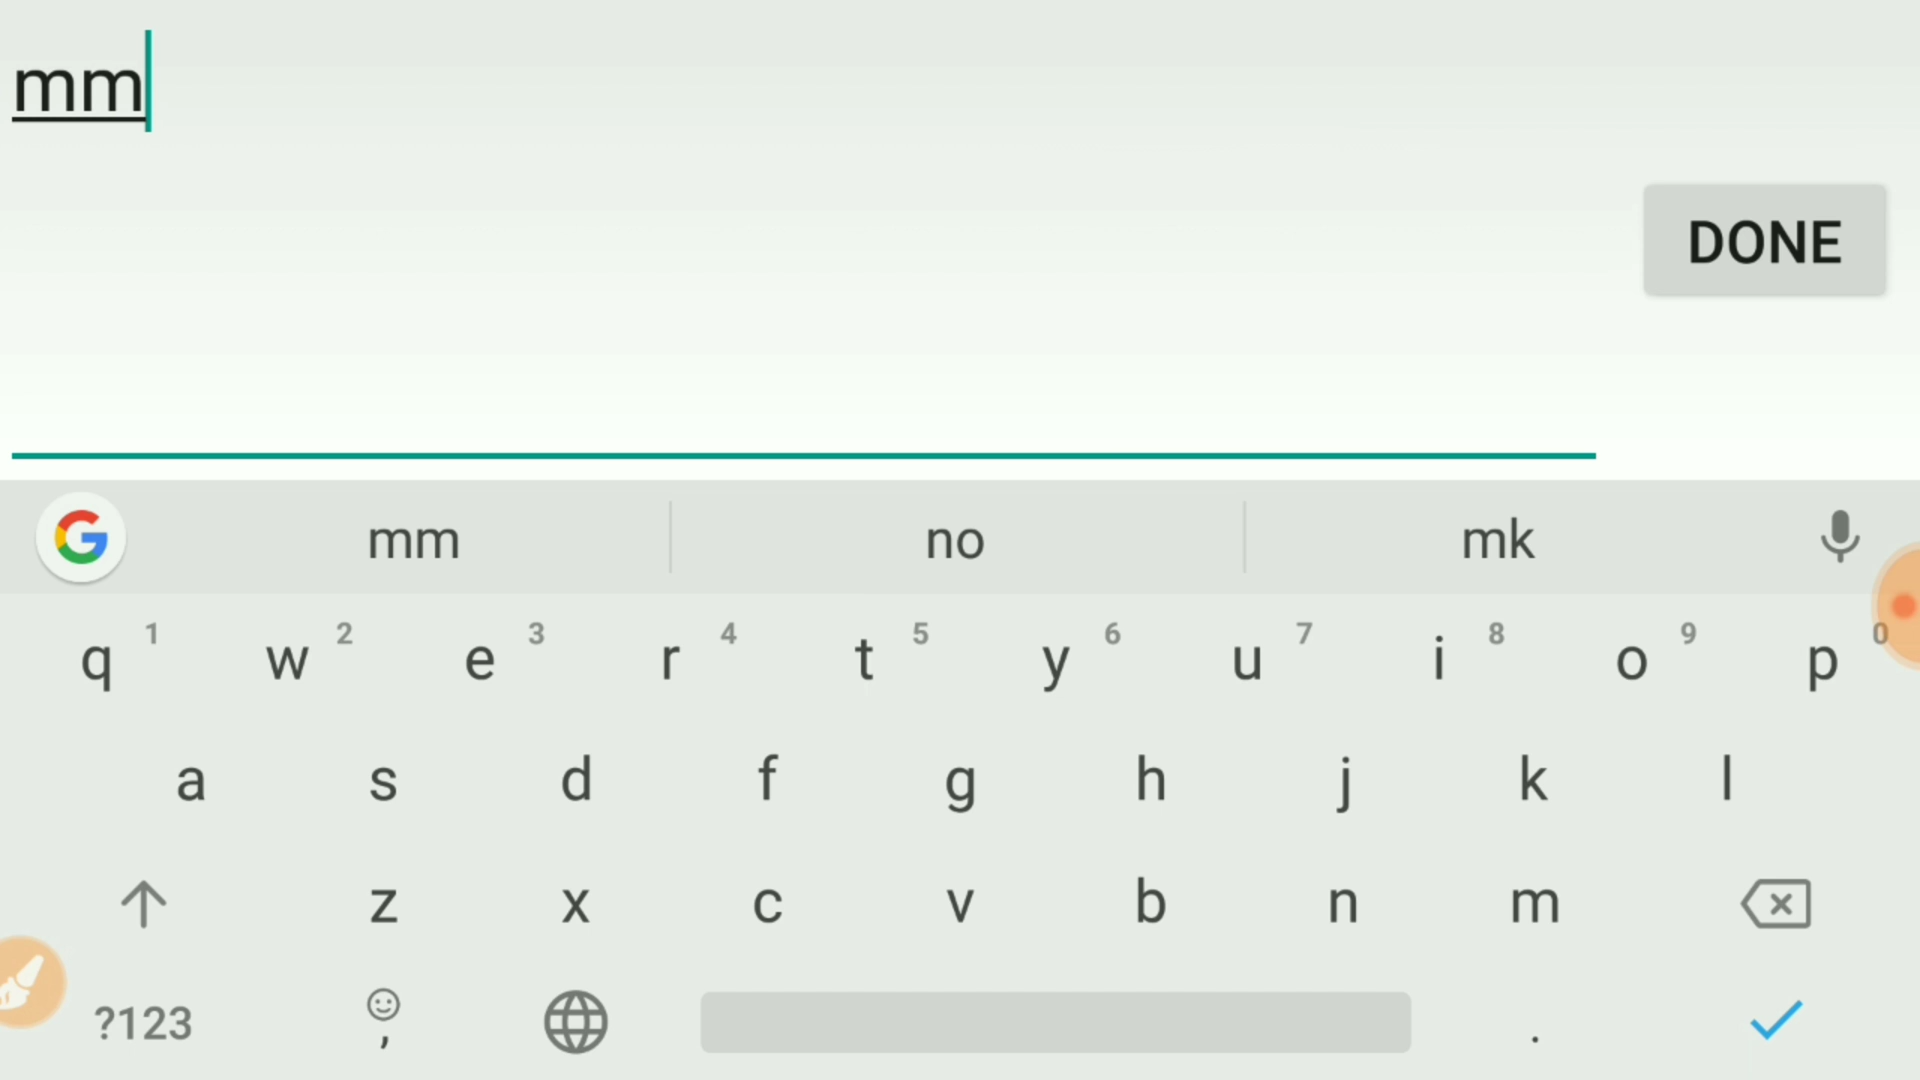 mm
DONE
mm no mk
q 1 w 2 e 3 r 4 t 5 y 6 u 7 i 8 o 9 p 0
a s d f g h j k l
z x c v b n m
?123 , .